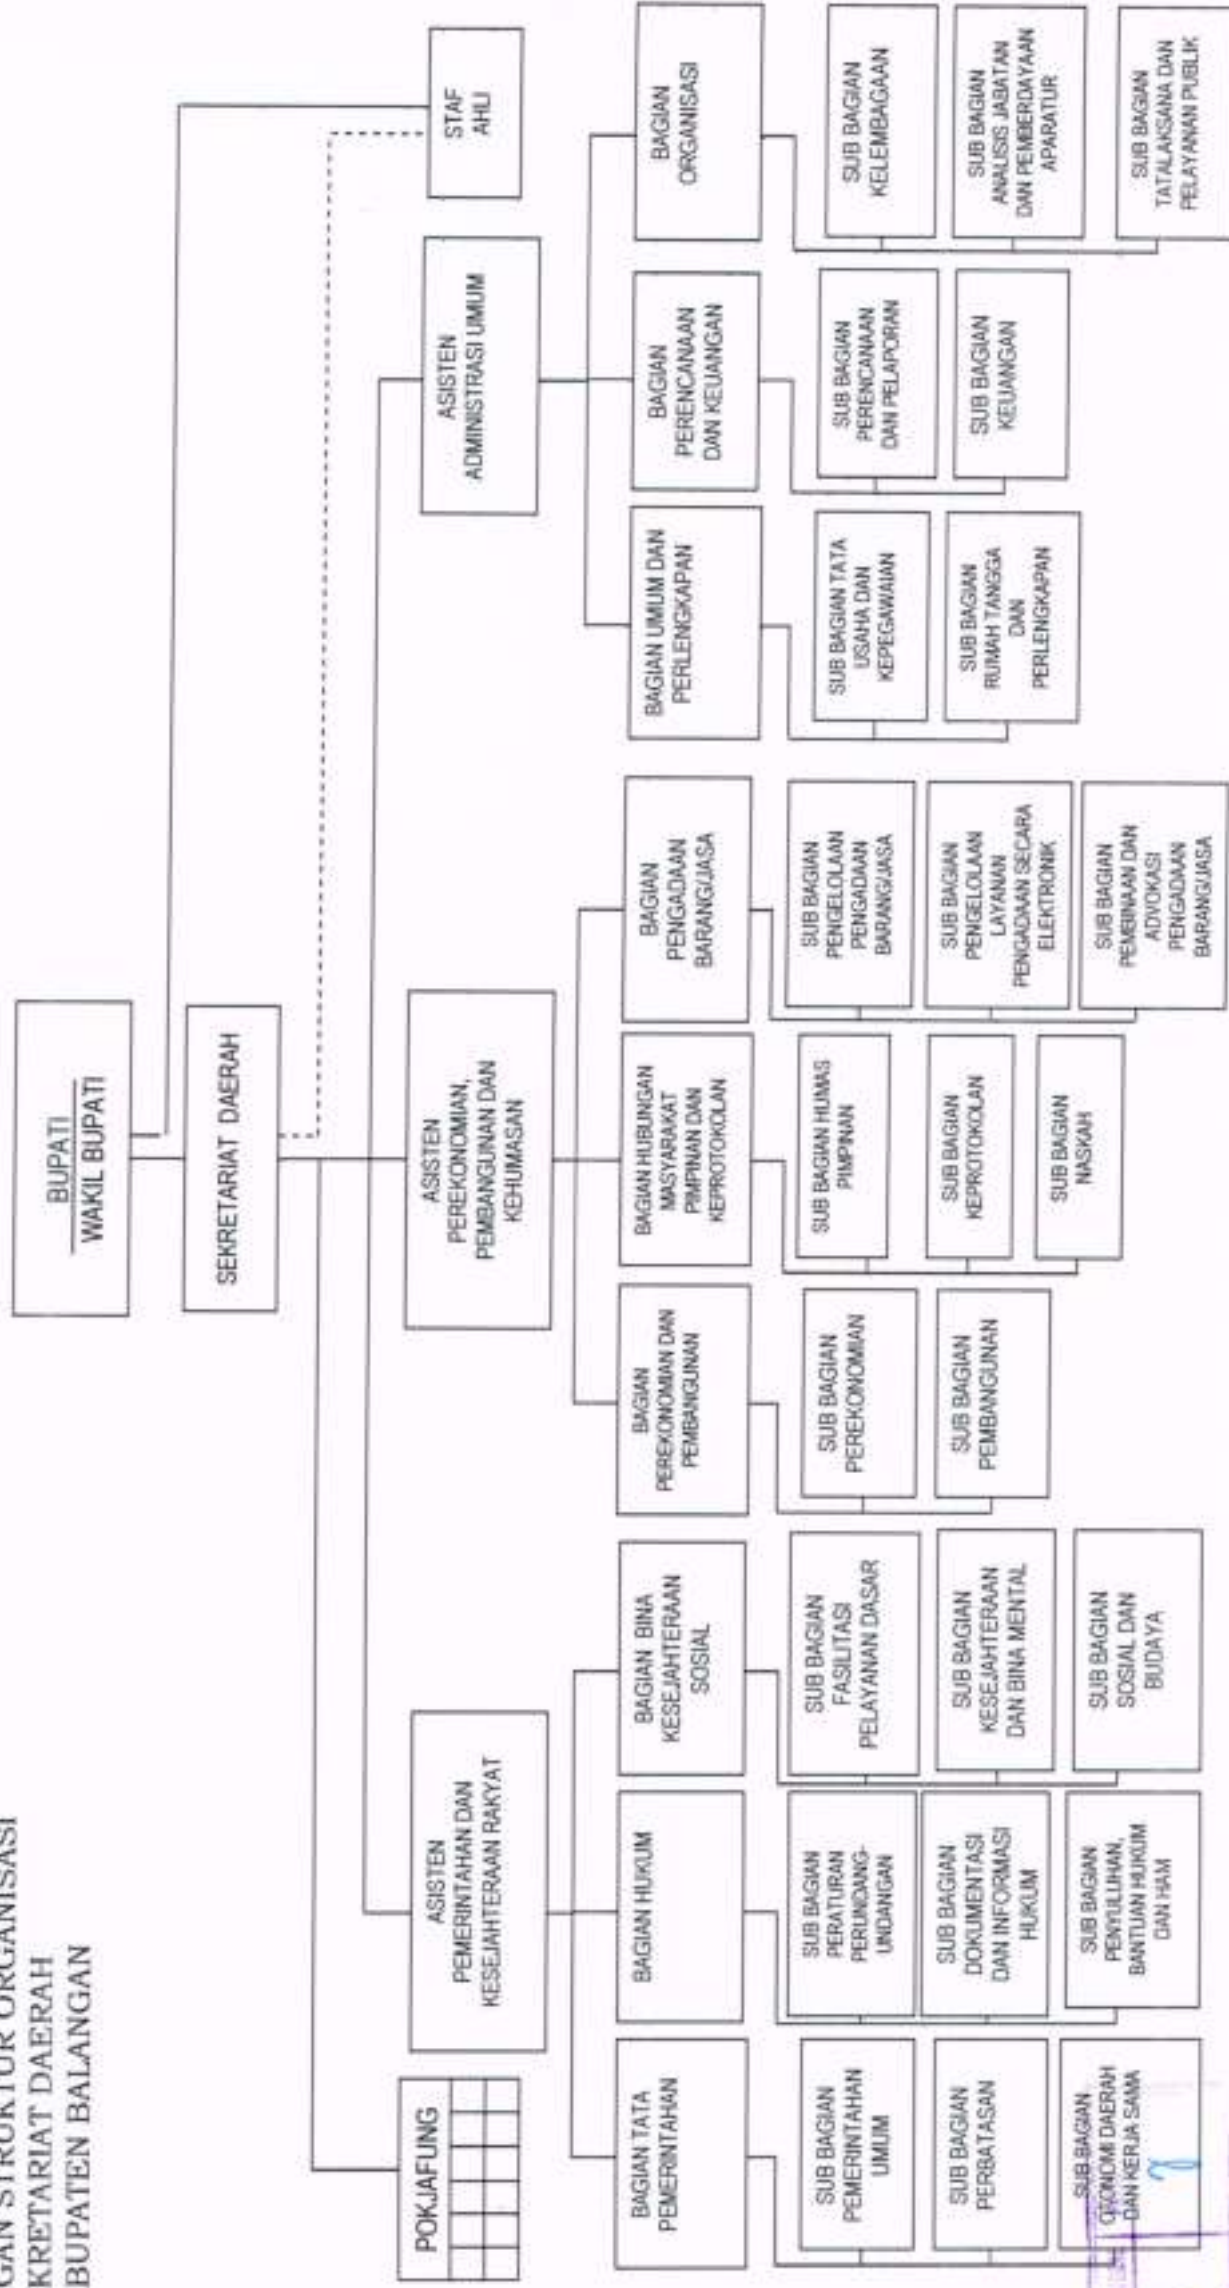 GAN STRUKTUR ORGANISASI
KRETARIAT DAERAH
BUPATEN BALANGAN
BUPATI
WAKIL BUPATI
SEKRETARIAT DAERAH
STAF
AHLI
POKJAFUNG
ASISTEN
PEMERINTAHAN DAN
KESEJAHTERAAN RAKYAT
ASISTEN
PEREKONOMIAN,
PEMBANGUNAN DAN
KEHUMASAN
ASISTEN
ADMINISTRASI UMUM
BAGIAN TATA
PEMERINTAHAN
BAGIAN HUKUM
BAGIAN BINA
KESEJAHTERAAN
SOSIAL
BAGIAN
PEREKONOMIAN DAN
PEMBANGUNAN
BAGIAN HUBUNGAN
MASYARAKAT
PIMPINAN DAN
KEPROTOKOLAN
BAGIAN
PENGADAAN
BARANG/JASA
BAGIAN UMUM DAN
PERLENGKAPAN
BAGIAN
PERENCANAAN
DAN KEUANGAN
BAGIAN
ORGANISASI
SUB BAGIAN
PEMERINTAHAN
UMUM
SUB BAGIAN
PERBATASAN
SUB BAGIAN
OTONOMI DAERAH
DAN KERJA SAMA
SUB BAGIAN
PERATURAN
PERUNDANG-
UNDANGAN
SUB BAGIAN
DOKUMENTASI
DAN INFORMASI
HUKUM
SUB BAGIAN
PENYULUHAN,
BANTUAN HUKUM
DAN HAM
SUB BAGIAN
FASILITASI
PELAYANAN DASAR
SUB BAGIAN
KESEJAHTERAAN
DAN BINA MENTAL
SUB BAGIAN
SOSIAL DAN
BUDAYA
SUB BAGIAN
PEREKONOMIAN
SUB BAGIAN
PEMBANGUNAN
SUB BAGIAN HUMAS
PIMPINAN
SUB BAGIAN
KEPROTOKOLAN
SUB BAGIAN
NASKAH
SUB BAGIAN
PENGELOLAAN
PENGADAAN
BARANG/JASA
SUB BAGIAN
PENGELOLAAN
LAYANAN
PENGADAAN SECARA
ELEKTRONIK
SUB BAGIAN
PEMBINAAN DAN
ADVOKASI
PENGADAAN
BARANG/JASA
SUB BAGIAN TATA
USAHA DAN
KEPEGAWAIAN
SUB BAGIAN
RUMAH TANGGA
DAN
PERLENGKAPAN
SUB BAGIAN
PERENCANAAN
DAN PELAPORAN
SUB BAGIAN
KEUANGAN
SUB BAGIAN
KELEMBAGAAN
SUB BAGIAN
ANALISIS JABATAN
DAN PEMBERDAYAAN
APARATUR
SUB BAGIAN
TATALAKSANA DAN
PELAYANAN PUBLIK